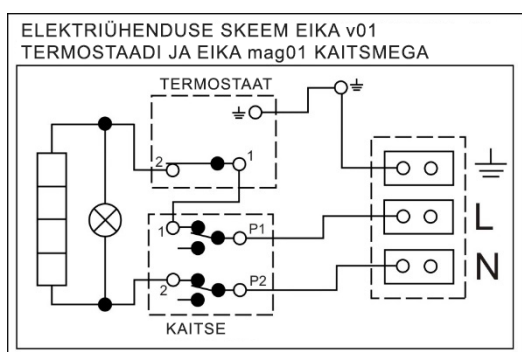 ELEKTRIÜHENDUSE SKEEM EIKA v01
TERMOSTAADI JA EIKA mag01 KAITSMEGA
TERMOSTAAT
2
1
1
P1
L
2
P2
N
KAITSE